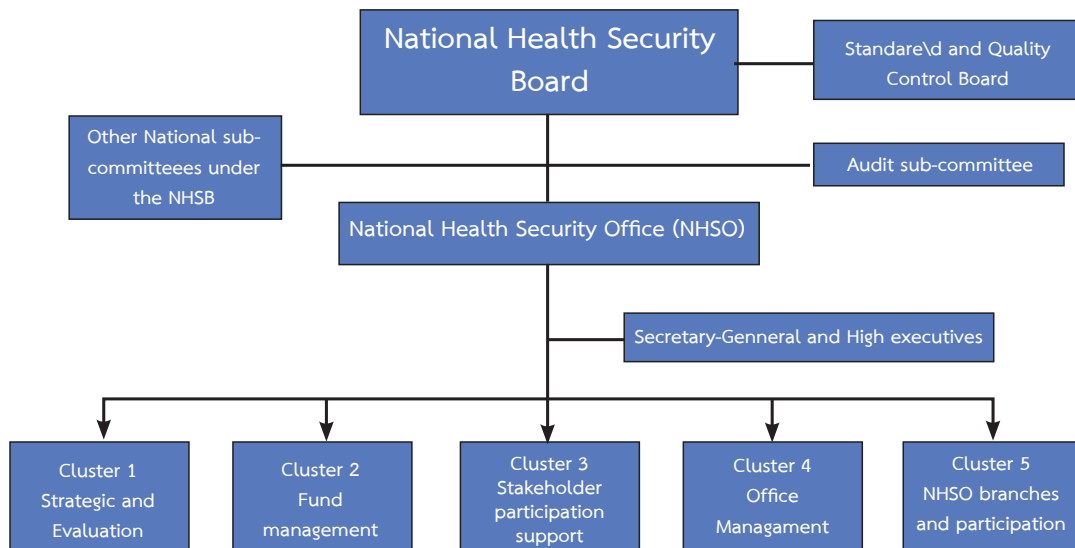 National Health Security
Board
Standare\d and Quality
Control Board
Other National sub-
committeees under
the NHSB
Audit sub-committee
National Health Security Office (NHSO)
Secretary-Genneral and High executives
Cluster 1
Strategic and
Evaluation
Cluster 2
Fund
management
Cluster 3
Stakeholder
participation
support
Cluster 4
Office
Managament
Cluster 5
NHSO branches
and participation